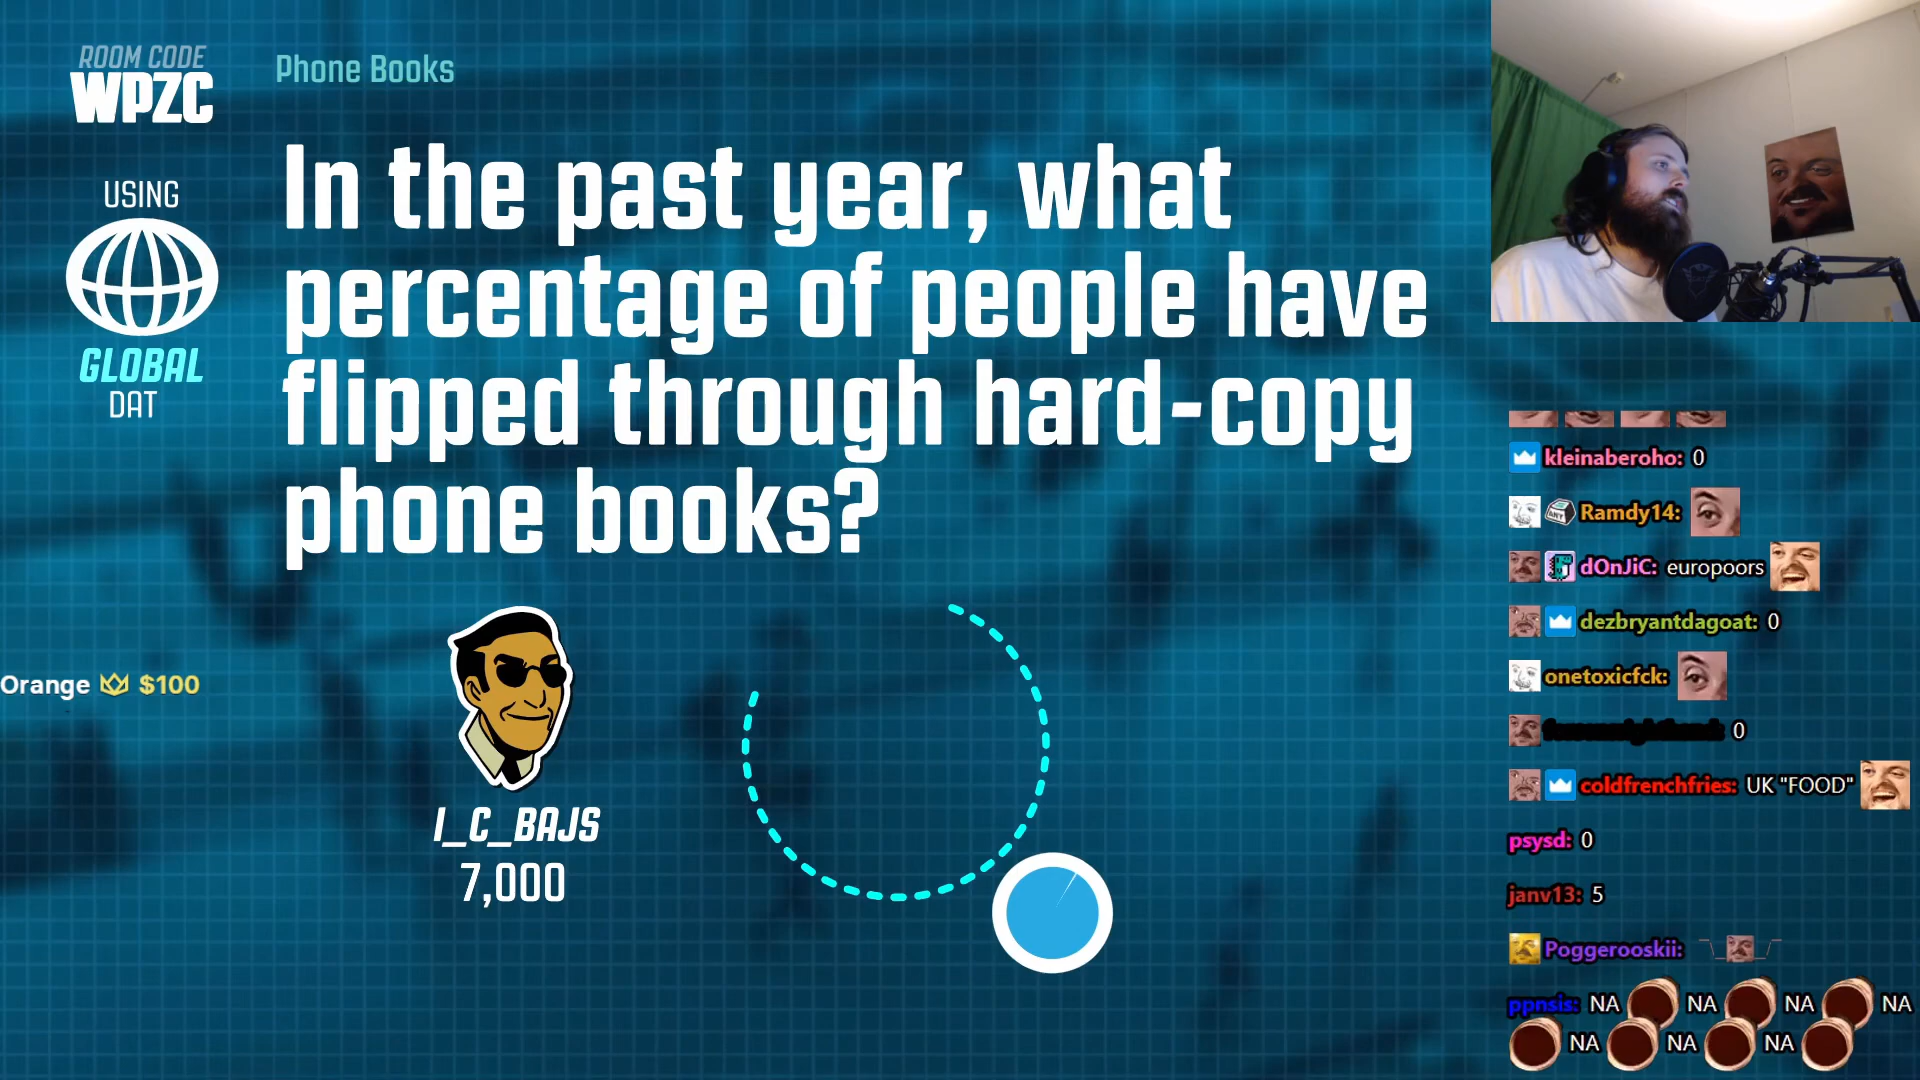 ROOM CODE
WPZC
Phone Books
USING
GLOBAL
DAT
In the past year, what
percentage of people have
flipped through hard-copy
phone books?
Orange $100
I_C_BAJS
7,000
kleinaberoho: 0
Ramdy14:
dOnJiC: europoors
dezbryantdagoat: 0
onetoxicfck:
0
coldfrenchfries: UK "FOOD"
psysd: 0
janv13: 5
Poggerooskii:
ppnsis: NA NA NA NA
NA NA NA